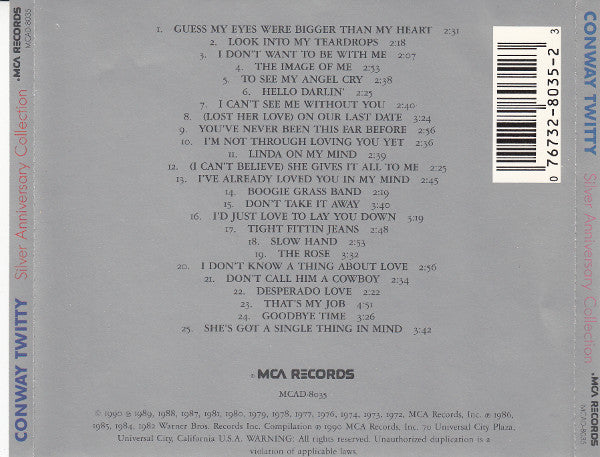 MCA RECORDS
MCAD-8035
Silver Anniversary Collection
CONWAY TWITTY
1. GUESS MY EYES WERE BIGGER THAN MY HEART 2:31
2. LOOK INTO MY TEARDROPS 2:18
3. I DON'T WANT TO BE WITH ME 2:07
4. THE IMAGE OF ME 2:53
5. TO SEE MY ANGEL CRY 2:38
6. HELLO DARLIN' 2:25
7. I CAN'T SEE ME WITHOUT YOU 2:40
8. (LOST HER LOVE) ON OUR LAST DATE 3:24
9. YOU'VE NEVER BEEN THIS FAR BEFORE 2:56
10. I'M NOT THROUGH LOVING YOU YET 2:36
11. LINDA ON MY MIND 2:39
12. (I CAN'T BELIEVE) SHE GIVES IT ALL TO ME 2:25
13. I'VE ALREADY LOVED YOU IN MY MIND 2:45
14. BOOGIE GRASS BAND 2:19
15. DON'T TAKE IT AWAY 3:40
16. I'D JUST LOVE TO LAY YOU DOWN 5:19
17. TIGHT FITTIN JEANS 2:48
18. SLOW HAND 2:53
19. THE ROSE 3:32
20. I DON'T KNOW A THING ABOUT LOVE 2:56
21. DON'T CALL HIM A COWBOY 2:34
22. DESPERADO LOVE 2:22
23. THAT'S MY JOB 4:51
24. GOODBYE TIME 3:26
25. SHE'S GOT A SINGLE THING IN MIND 3:42
MCA RECORDS
MCAD-8035
© 1990 ℗ 1989, 1988, 1987, 1981, 1980, 1979, 1978, 1977, 1976, 1974, 1973, 1972, MCA Records, Inc. ℗ 1986,
1985, 1984, 1982 Warner Bros. Records Inc. Compilation ℗ 1990 MCA Records, Inc. 70 Universal City Plaza,
Universal City, California U.S.A. WARNING: All rights reserved. Unauthorized duplication is a
violation of applicable laws.
0 76732-8035-2 3
CONWAY TWITTY
Silver Anniversary Collection
MCA RECORDS
MCAD-8035